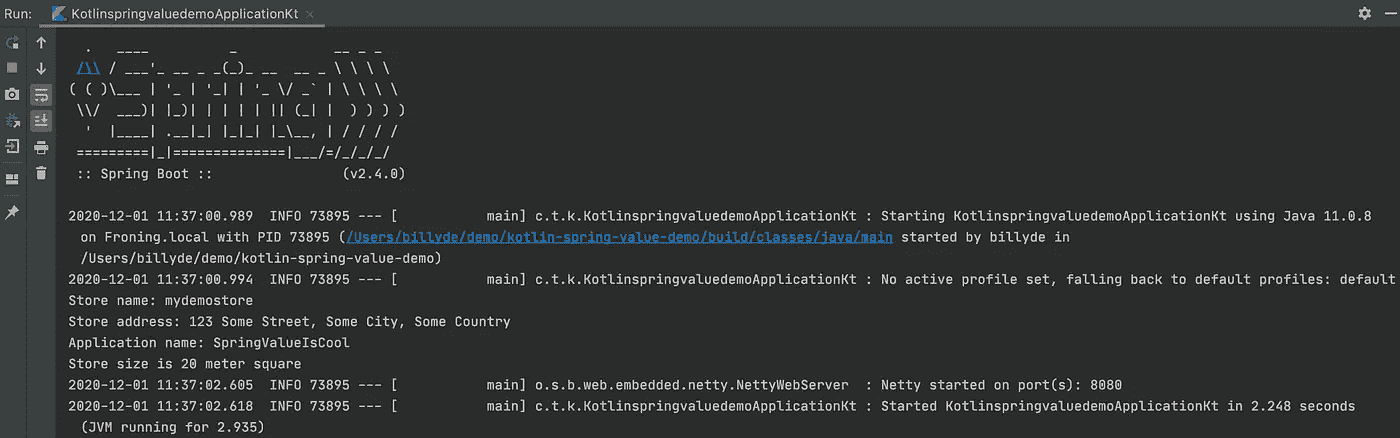 Run: KotlinspringvaluedemoApplicationKt ×
  .   ____          _            __ _ _
 /\\ / ___'_ __ _ _(_)_ __  __ _ \ \ \ \
( ( )\___ | '_ | '_| | '_ \/ _` | \ \ \ \
 \\/  ___)| |_)| | | | | || (_| |  ) ) ) )
  '  |____| .__|_| |_|_| |_\__, | / / / /
 =========|_|==============|___/=/_/_/_/
 :: Spring Boot ::                (v2.4.0)
2020-12-01 11:37:00.989  INFO 73895 --- [           main] c.t.k.KotlinspringvaluedemoApplicationKt : Starting KotlinspringvaluedemoApplicationKt using Java 11.0.8
on Froning.local with PID 73895 (/Users/billyde/demo/kotlin-spring-value-demo/build/classes/java/main started by billyde in
/Users/billyde/demo/kotlin-spring-value-demo)
2020-12-01 11:37:00.994  INFO 73895 --- [           main] c.t.k.KotlinspringvaluedemoApplicationKt : No active profile set, falling back to default profiles: default
Store name: mydemostore
Store address: 123 Some Street, Some City, Some Country
Application name: SpringValueIsCool
Store size is 20 meter square
2020-12-01 11:37:02.605  INFO 73895 --- [           main] o.s.b.web.embedded.netty.NettyWebServer  : Netty started on port(s): 8080
2020-12-01 11:37:02.618  INFO 73895 --- [           main] c.t.k.KotlinspringvaluedemoApplicationKt : Started KotlinspringvaluedemoApplicationKt in 2.248 seconds
(JVM running for 2.935)